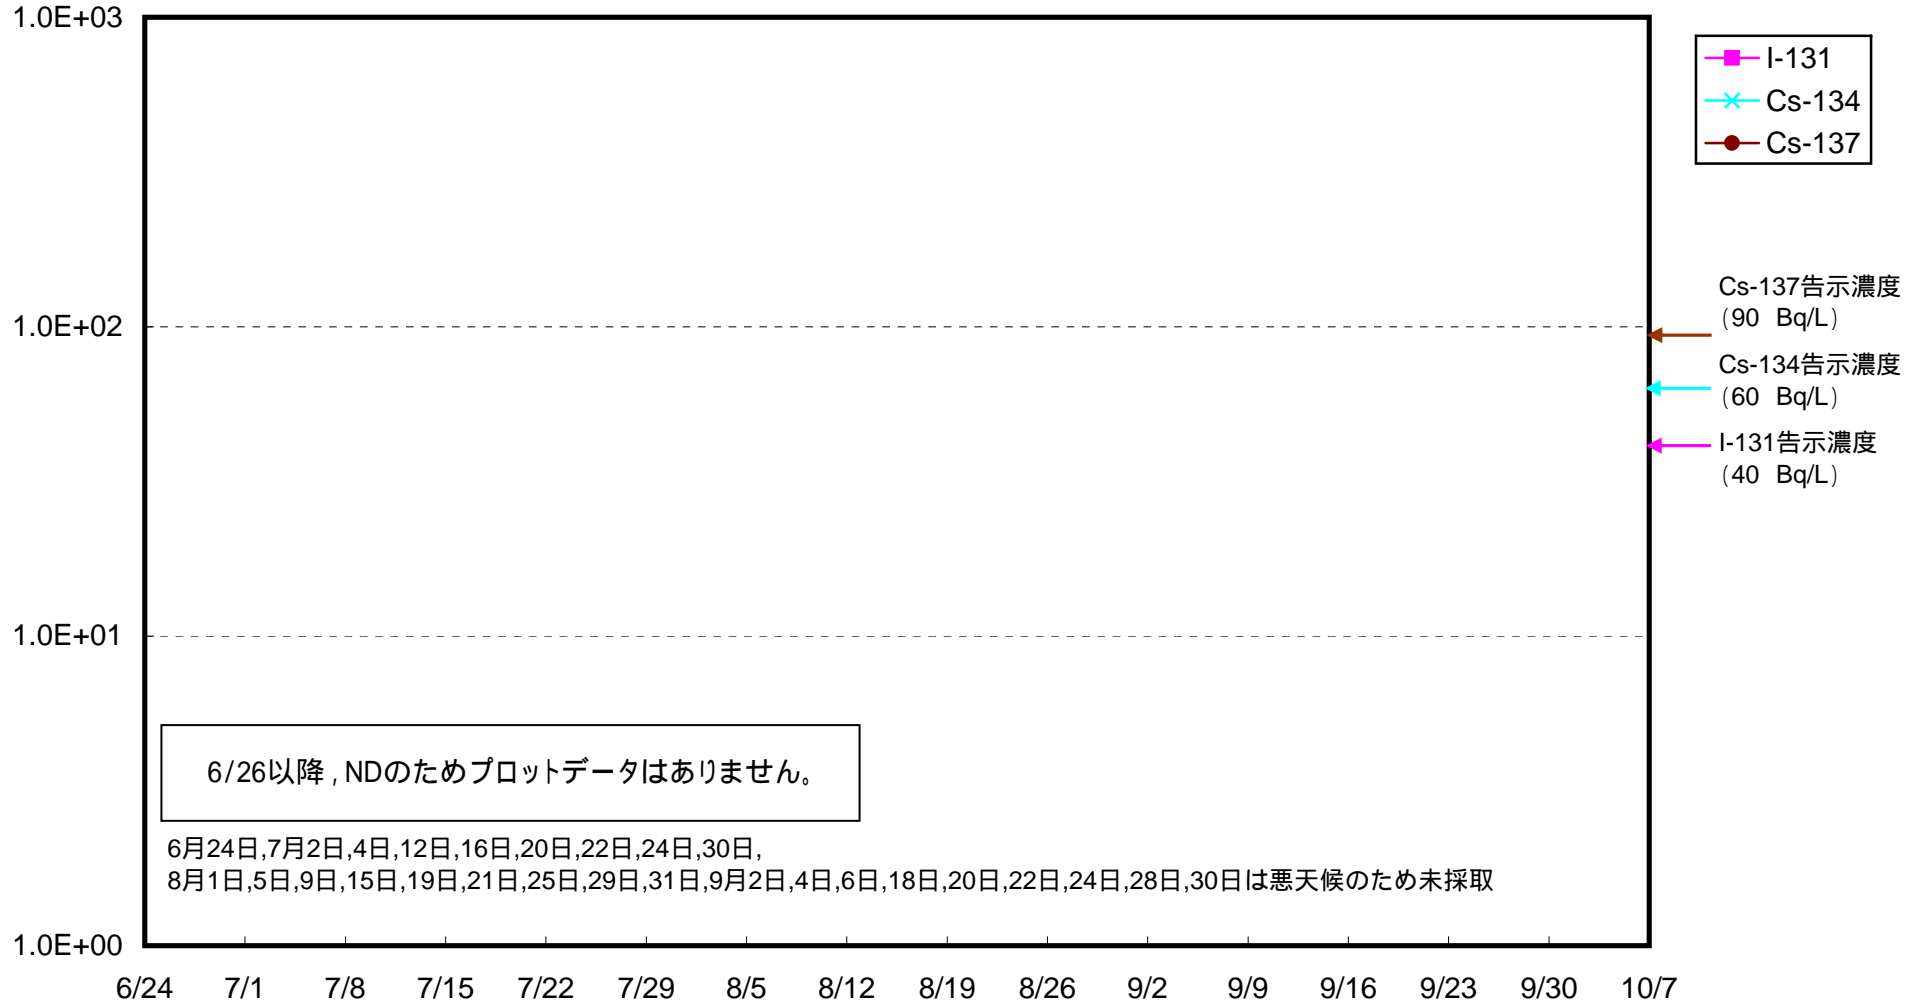 1.0E+03
1.0E+02
1.0E+01
1.0E+00
I-131
Cs-134
Cs-137
Cs-137告示濃度
(90 Bq/L)
Cs-134告示濃度
(60 Bq/L)
I-131告示濃度
(40 Bq/L)
6/26以降,NDのためプロットデータはありません。
6月24日,7月2日,4日,12日,16日,20日,22日,24日,30日,
8月1日,5日,9日,15日,19日,21日,25日,29日,31日,9月2日,4日,6日,18日,20日,22日,24日,28日,30日は悪天候のため未採取
6/24 7/1 7/8 7/15 7/22 7/29 8/5 8/12 8/19 8/26 9/2 9/9 9/16 9/23 9/30 10/7